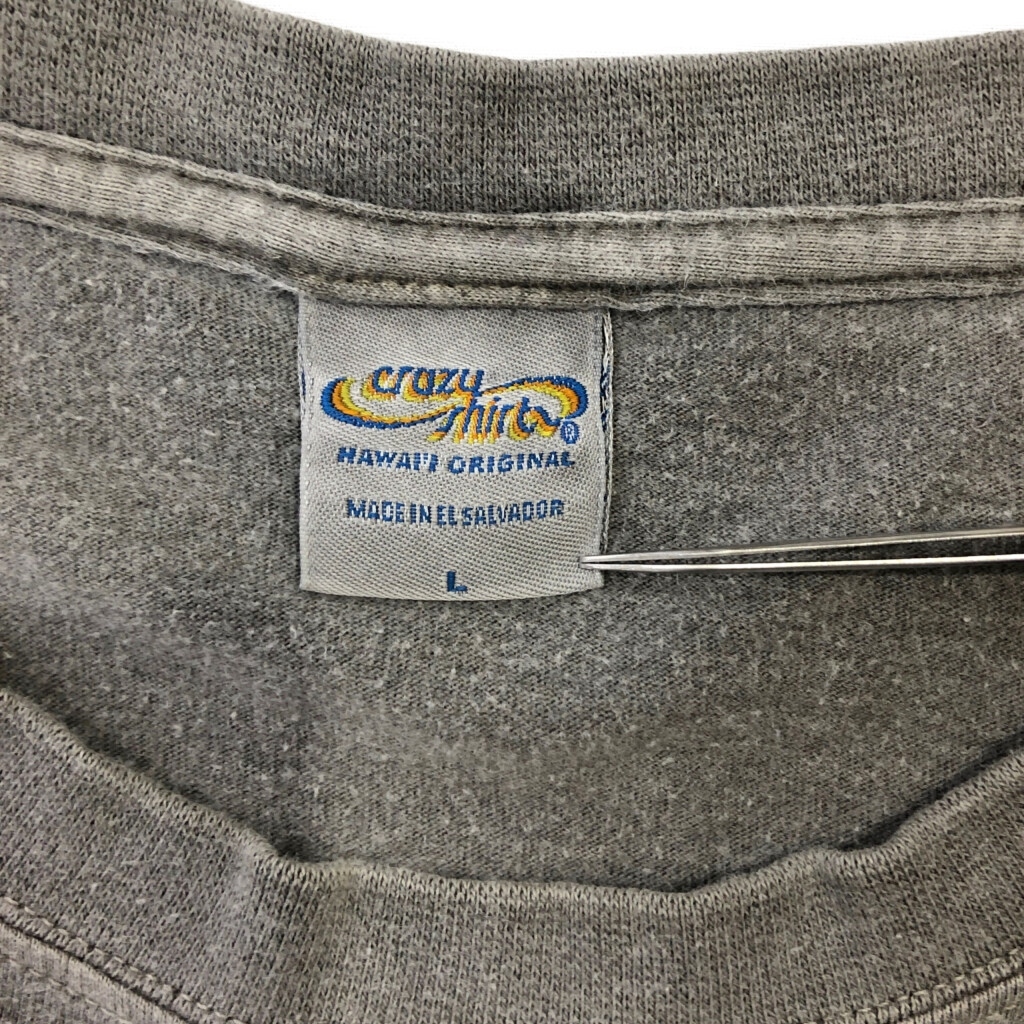 crazy
shirts®
HAWAI'I ORIGINAL
MADE IN EL SALVADOR
L